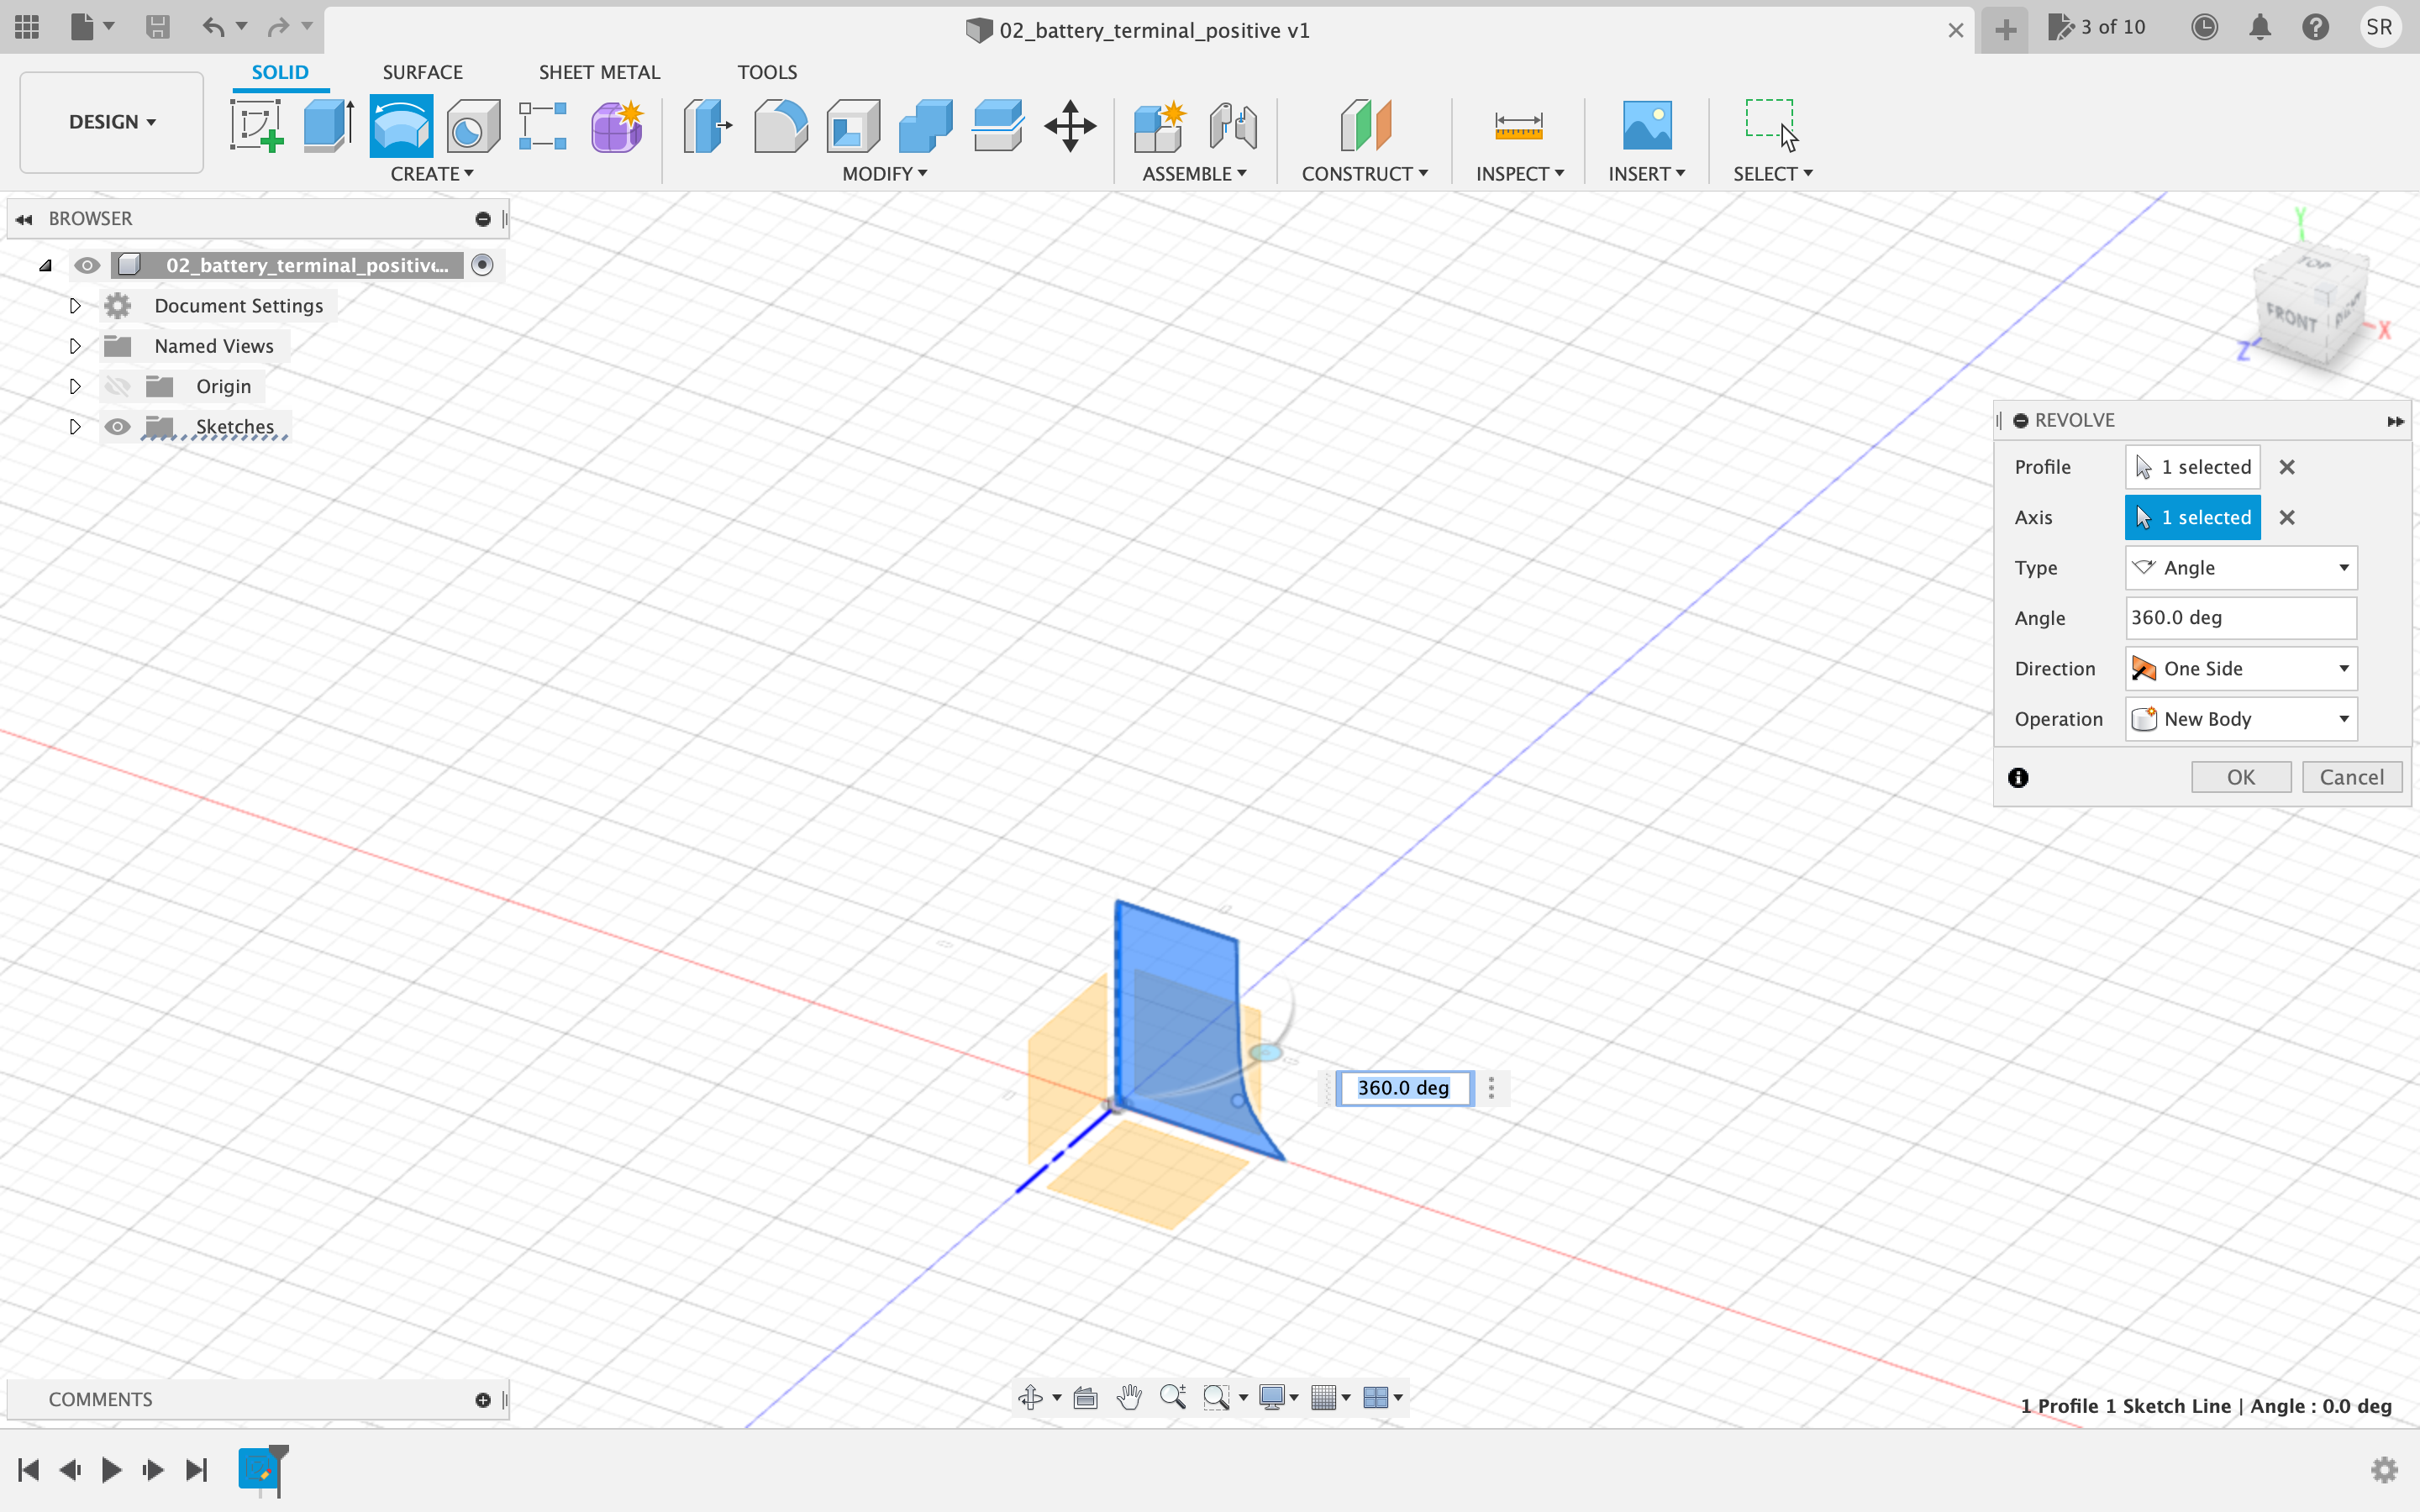 02_battery_terminal_positive v1
3 of 10
SR
DESIGN
SOLID
SURFACE
SHEET METAL
TOOLS
CREATE
MODIFY
ASSEMBLE
CONSTRUCT
INSPECT
INSERT
SELECT
BROWSER
02_battery_terminal_positiv...
Document Settings
Named Views
Origin
Sketches
Y
TOP
FRONT
X
Z
REVOLVE
Profile 1 selected
Axis 1 selected
Type Angle
Angle 360.0 deg
Direction One Side
Operation New Body
OK Cancel
360.0 deg
COMMENTS
1 Profile 1 Sketch Line | Angle : 0.0 deg